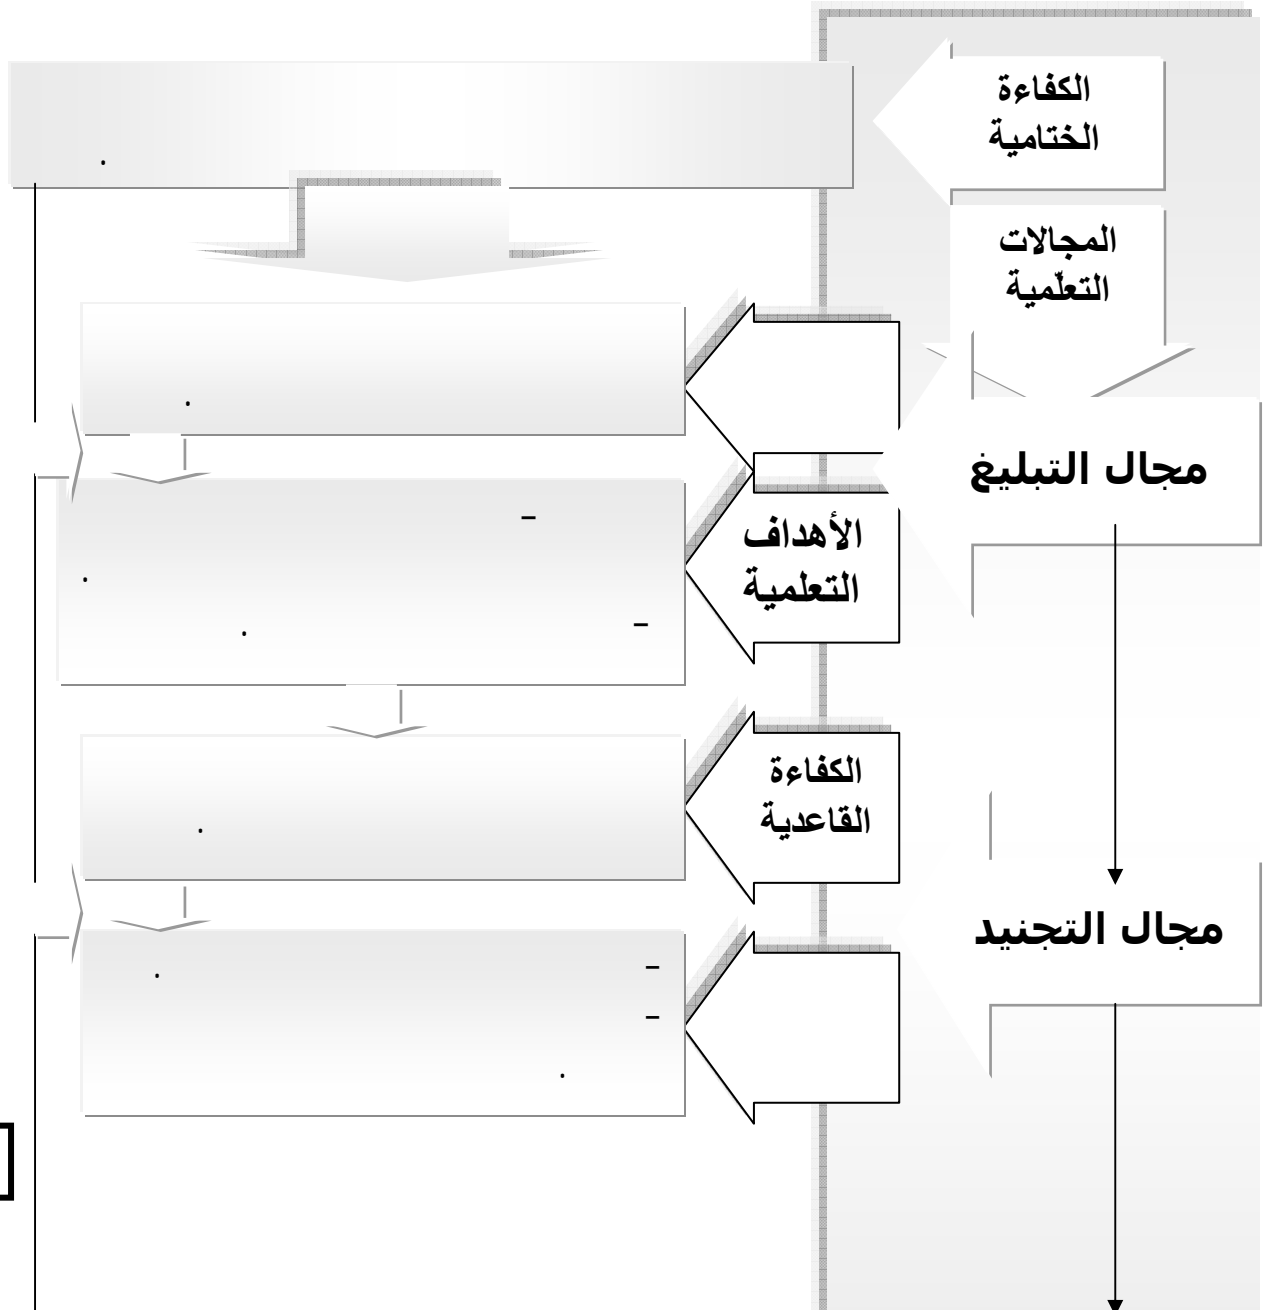 الكفاءة
الختامية
.
المجالات
التعلّمية
.
مجال التبليغ
–
الأهداف
التعلمية
.
–
.
الكفاءة
القاعدية
.
مجال التجنيد
–
.
–
.